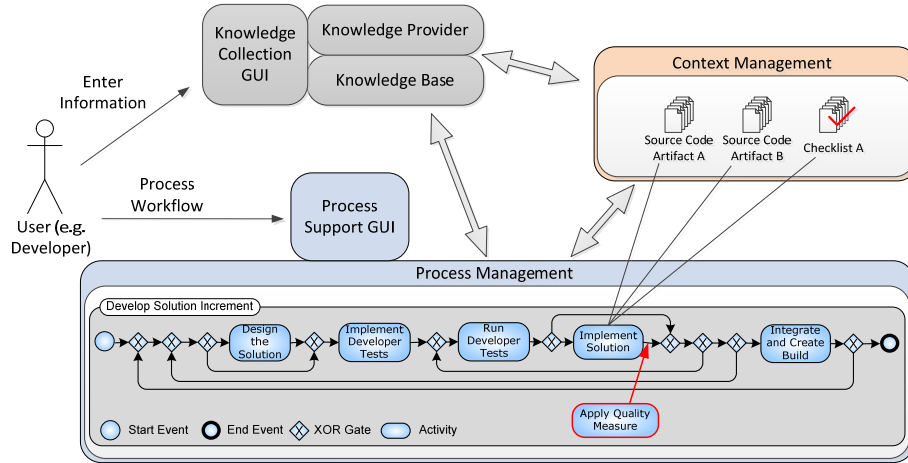 Knowledge
Collection
GUI
Knowledge Provider
Knowledge Base
Enter
Information
Context Management
Source Code
Artifact A
Source Code
Artifact B
Checklist A
Process
Workflow
User (e.g.
Developer)
Process
Support GUI
Process Management
Develop Solution Increment
Design
the
Solution
Implement
Developer
Tests
Run
Developer
Tests
Implement
Solution
Integrate
and Create
Build
Apply Quality
Measure
Start Event
End Event
XOR Gate
Activity